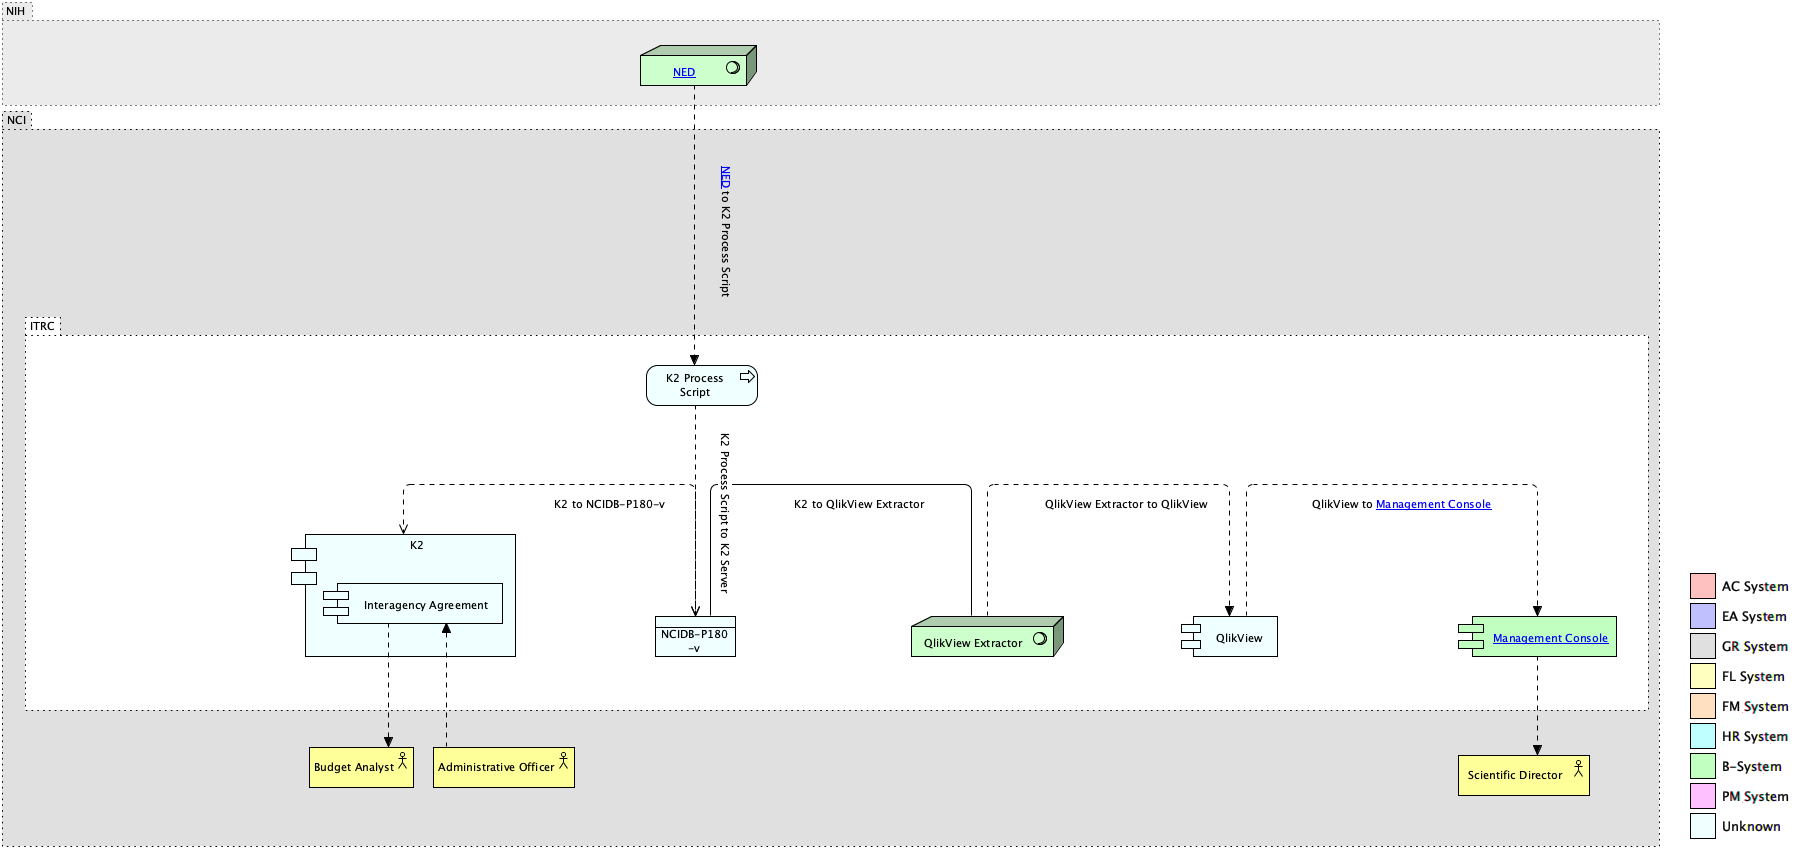 NIH
NED
NCI
NED to K2 Process Script
ITRC
K2 Process
Script
K2 Process Script to K2 Server
K2 to NCIDB-P180-v
K2 to QlikView Extractor
QlikView Extractor to QlikView
QlikView to Management Console
K2
Interagency Agreement
NCIDB-P180
-v
QlikView Extractor
QlikView
Management Console
Budget Analyst
Administrative Officer
Scientific Director
AC System
EA System
GR System
FL System
FM System
HR System
B-System
PM System
Unknown